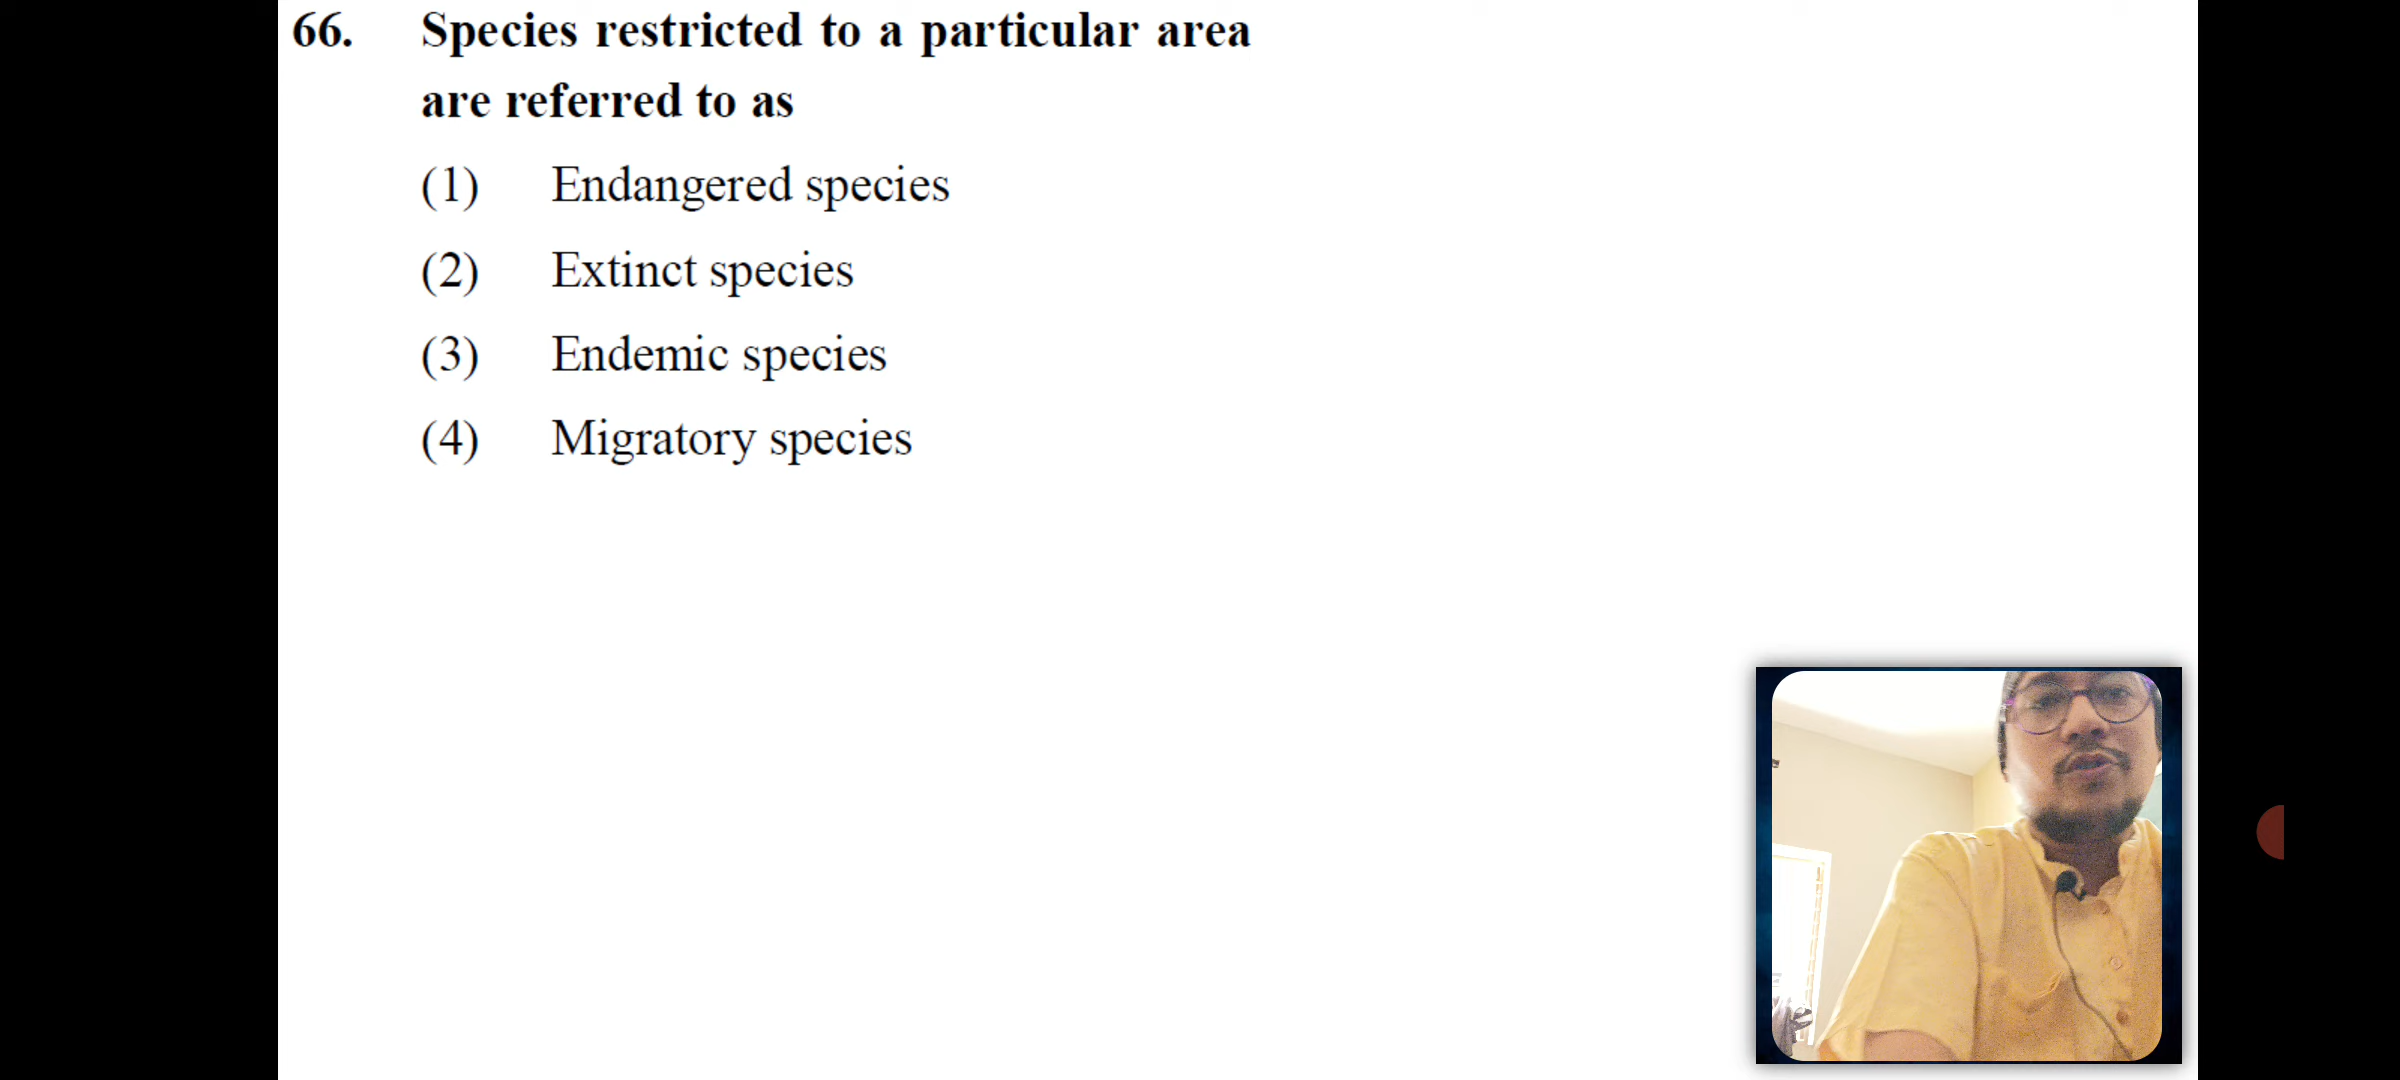 66. Species restricted to a particular area
are referred to as
(1) Endangered species
(2) Extinct species
(3) Endemic species
(4) Migratory species